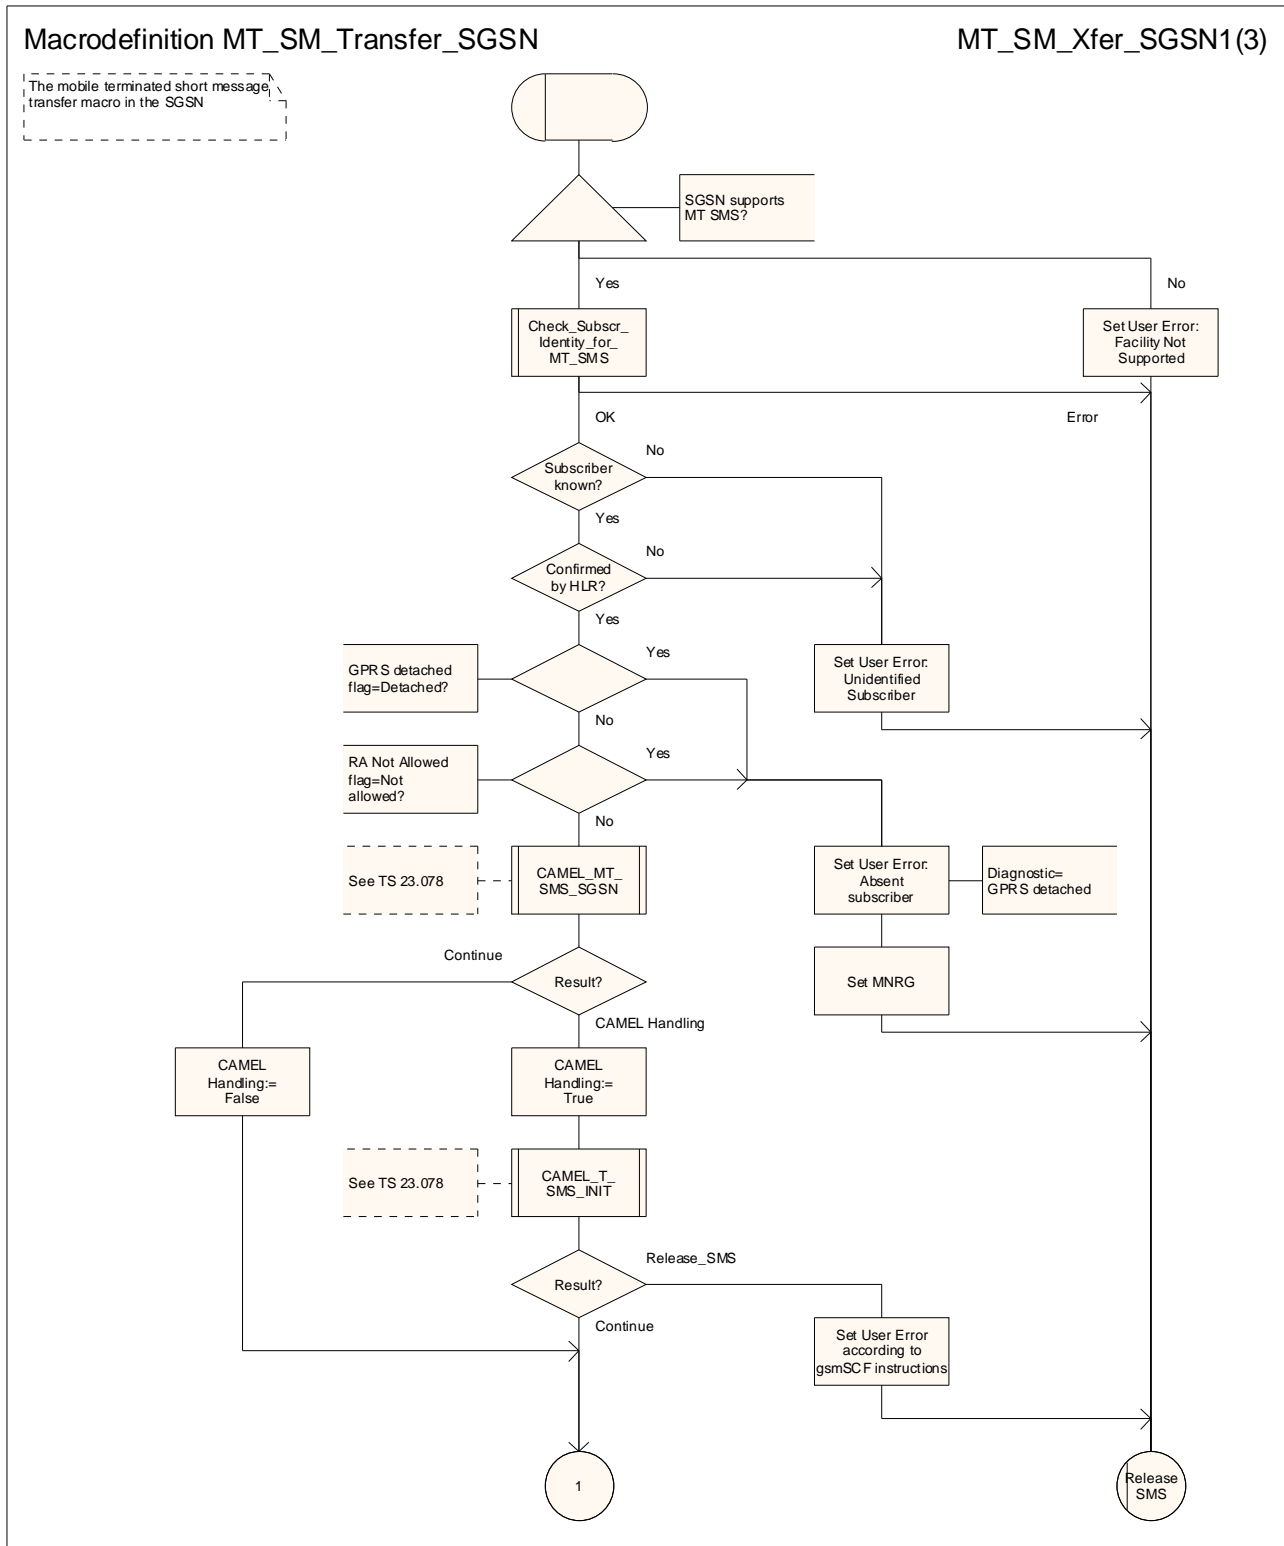 Macrodefinition MT_SM_Transfer_SGSN
MT_SM_Xfer_SGSN1(3)
The mobile terminated short message
transfer macro in the SGSN
SGSN supports
MT SMS?
Yes
No
Check_Subscr_
Identity_for_
MT_SMS
Set User Error:
Facility Not
Supported
OK
Error
Subscriber
known?
No
Yes
Confirmed
by HLR?
No
Yes
GPRS detached
flag=Detached?
Yes
Set User Error:
Unidentified
Subscriber
No
RA Not Allowed
flag=Not
allowed?
Yes
No
See TS 23.078
CAMEL_MT_
SMS_SGSN
Set User Error:
Absent
subscriber
Diagnostic=
GPRS detached
Continue
Result?
Set MNRG
CAMEL Handling
CAMEL
Handling:=
False
CAMEL
Handling:=
True
See TS 23.078
CAMEL_T_
SMS_INIT
Result?
Release_SMS
Continue
Set User Error
according to
gsmSCF instructions
1
Release
SMS